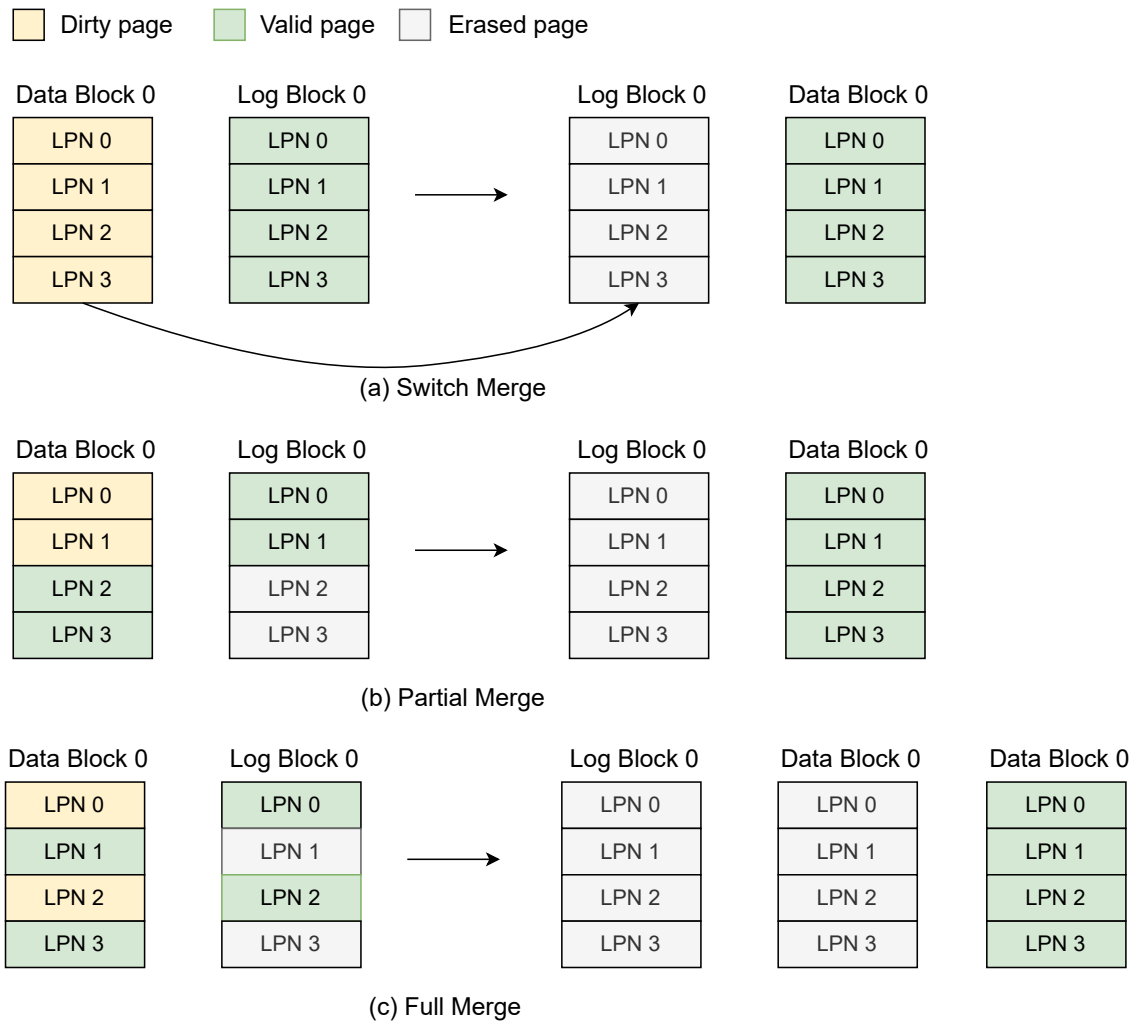 Dirty page Valid page Erased page
Data Block 0 Log Block 0 Log Block 0 Data Block 0
LPN 0 LPN 0 LPN 0 LPN 0
LPN 1 LPN 1 LPN 1 LPN 1
LPN 2 LPN 2 LPN 2 LPN 2
LPN 3 LPN 3 LPN 3 LPN 3
(a) Switch Merge
Data Block 0 Log Block 0 Log Block 0 Data Block 0
LPN 0 LPN 0 LPN 0 LPN 0
LPN 1 LPN 1 LPN 1 LPN 1
LPN 2 LPN 2 LPN 2 LPN 2
LPN 3 LPN 3 LPN 3 LPN 3
(b) Partial Merge
Data Block 0 Log Block 0 Log Block 0 Data Block 0 Data Block 0
LPN 0 LPN 0 LPN 0 LPN 0 LPN 0
LPN 1 LPN 1 LPN 1 LPN 1 LPN 1
LPN 2 LPN 2 LPN 2 LPN 2 LPN 2
LPN 3 LPN 3 LPN 3 LPN 3 LPN 3
(c) Full Merge